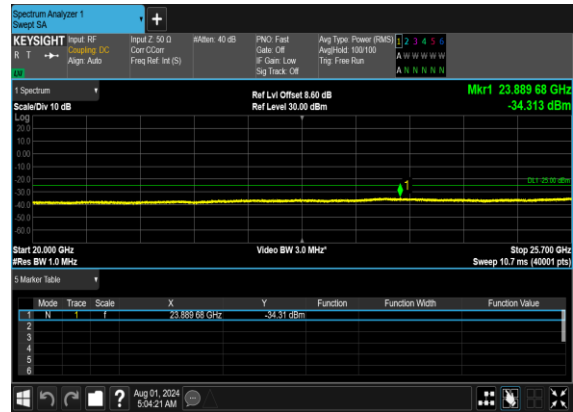 Spectrum Analyzer 1
Swept SA
+
KEYSIGHT Input: RF Input Z: 50 Ω #Atten: 40 dB PNO: Fast Avg Type: Power (RMS) 1 2 3 4 5 6
R T Coupling: DC Corr CCorr Gate: Off Avg|Hold: 100/100 A W W W W W
Align: Auto Freq Ref: Int (S) IF Gain: Low Trig: Free Run
LXI Sig Track: Off A N N N N N
1 Spectrum Ref Lvl Offset 8.60 dB Mkr1 23.889 68 GHz
Scale/Div 10 dB Ref Level 30.00 dBm -34.313 dBm
Log
20.0
10.0
0.00
-10.0
-20.0
1
DL1 -25.00 dBm
-30.0
-40.0
-50.0
-60.0
Start 20.000 GHz Video BW 3.0 MHz* Stop 25.700 GHz
#Res BW 1.0 MHz Sweep 10.7 ms (40001 pts)
5 Marker Table
Mode Trace Scale X Y Function Function Width Function Value
1 N 1 f 23.889 68 GHz -34.31 dBm
2
3
4
5
6
? Aug 01, 2024
5:04:21 AM